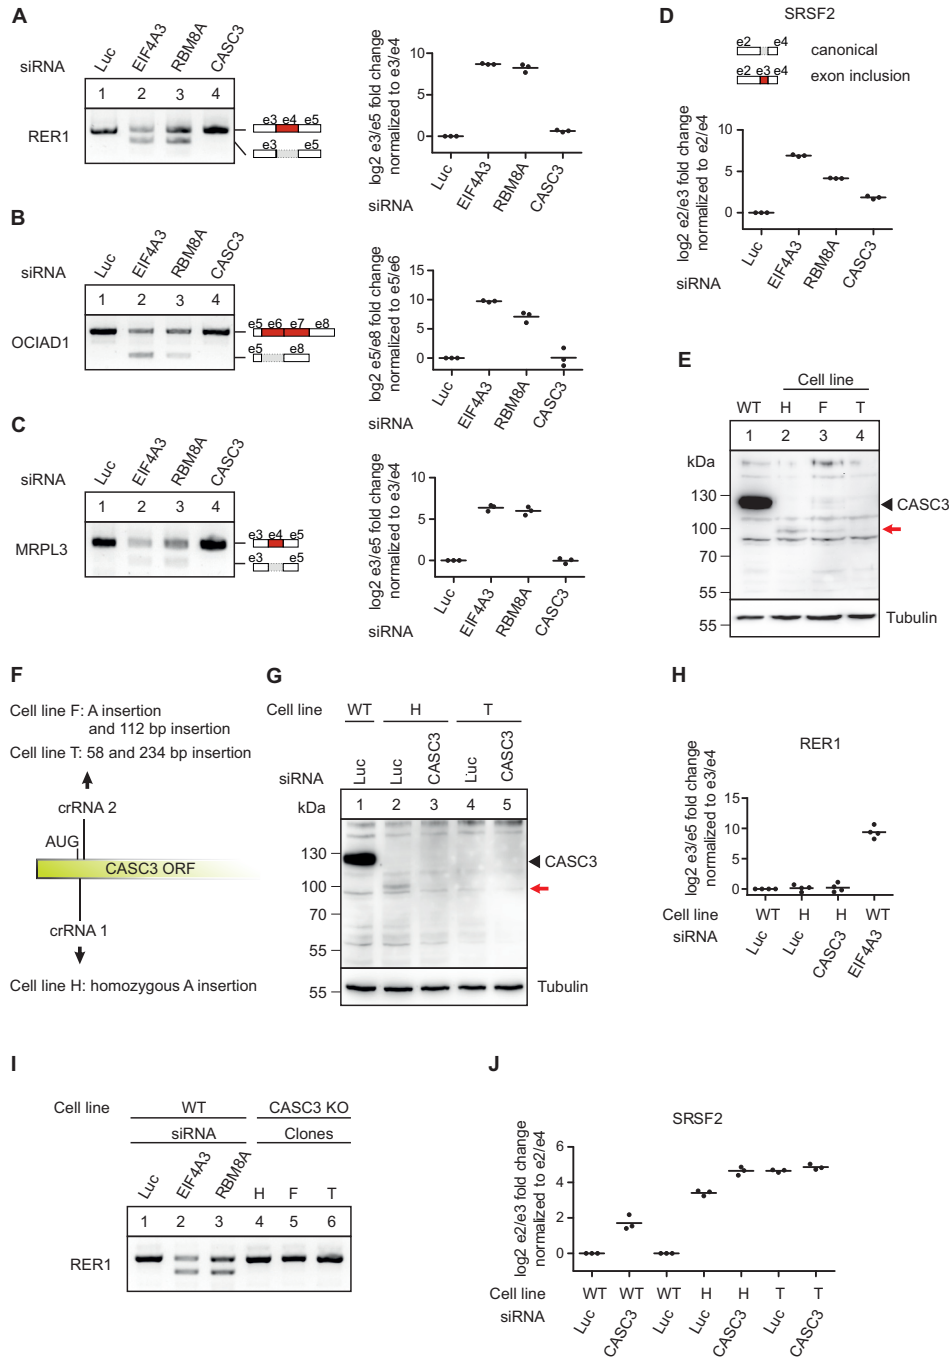 A
siRNA
Luc
EIF4A3
RBM8A
CASC3
1 2 3 4
RER1
e3 e4 e5
e3 e5
log2 e3/e5 fold change
normalized to e3/e4
10
5
0
Luc
EIF4A3
RBM8A
CASC3
siRNA
B
siRNA
Luc
EIF4A3
RBM8A
CASC3
1 2 3 4
OCIAD1
e5 e6 e7 e8
e5 e8
log2 e5/e8 fold change
normalized to e5/e6
15
10
5
0
Luc
EIF4A3
RBM8A
CASC3
siRNA
C
siRNA
Luc
EIF4A3
RBM8A
CASC3
1 2 3 4
MRPL3
e3 e4 e5
e3 e5
log2 e3/e5 fold change
normalized to e3/e4
10
5
0
Luc
EIF4A3
RBM8A
CASC3
siRNA
D
SRSF2
e2 e4
canonical
e2 e3 e4
exon inclusion
log2 e2/e3 fold change
normalized to e2/e4
10
5
0
Luc
EIF4A3
RBM8A
CASC3
siRNA
E
Cell line
WT H F T
1 2 3 4
kDa
130
100
70
55
55
CASC3
Tubulin
F
Cell line F: A insertion
and 112 bp insertion
Cell line T: 58 and 234 bp insertion
crRNA 2
AUG
CASC3 ORF
crRNA 1
Cell line H: homozygous A insertion
G
Cell line WT H T
siRNA
Luc
Luc
CASC3
Luc
CASC3
kDa
1 2 3 4 5
130
100
70
55
55
CASC3
Tubulin
H
RER1
log2 e3/e5 fold change
normalized to e3/e4
15
10
5
0
Cell line WT H H WT
siRNA
Luc
Luc
CASC3
EIF4A3
I
Cell line WT CASC3 KO
siRNA Clones
Luc
EIF4A3
RBM8A
H F T
1 2 3 4 5 6
RER1
J
SRSF2
log2 e2/e3 fold change
normalized to e2/e4
6
4
2
0
Cell line WT WT WT H H T T
siRNA
Luc
CASC3
Luc
Luc
CASC3
Luc
CASC3